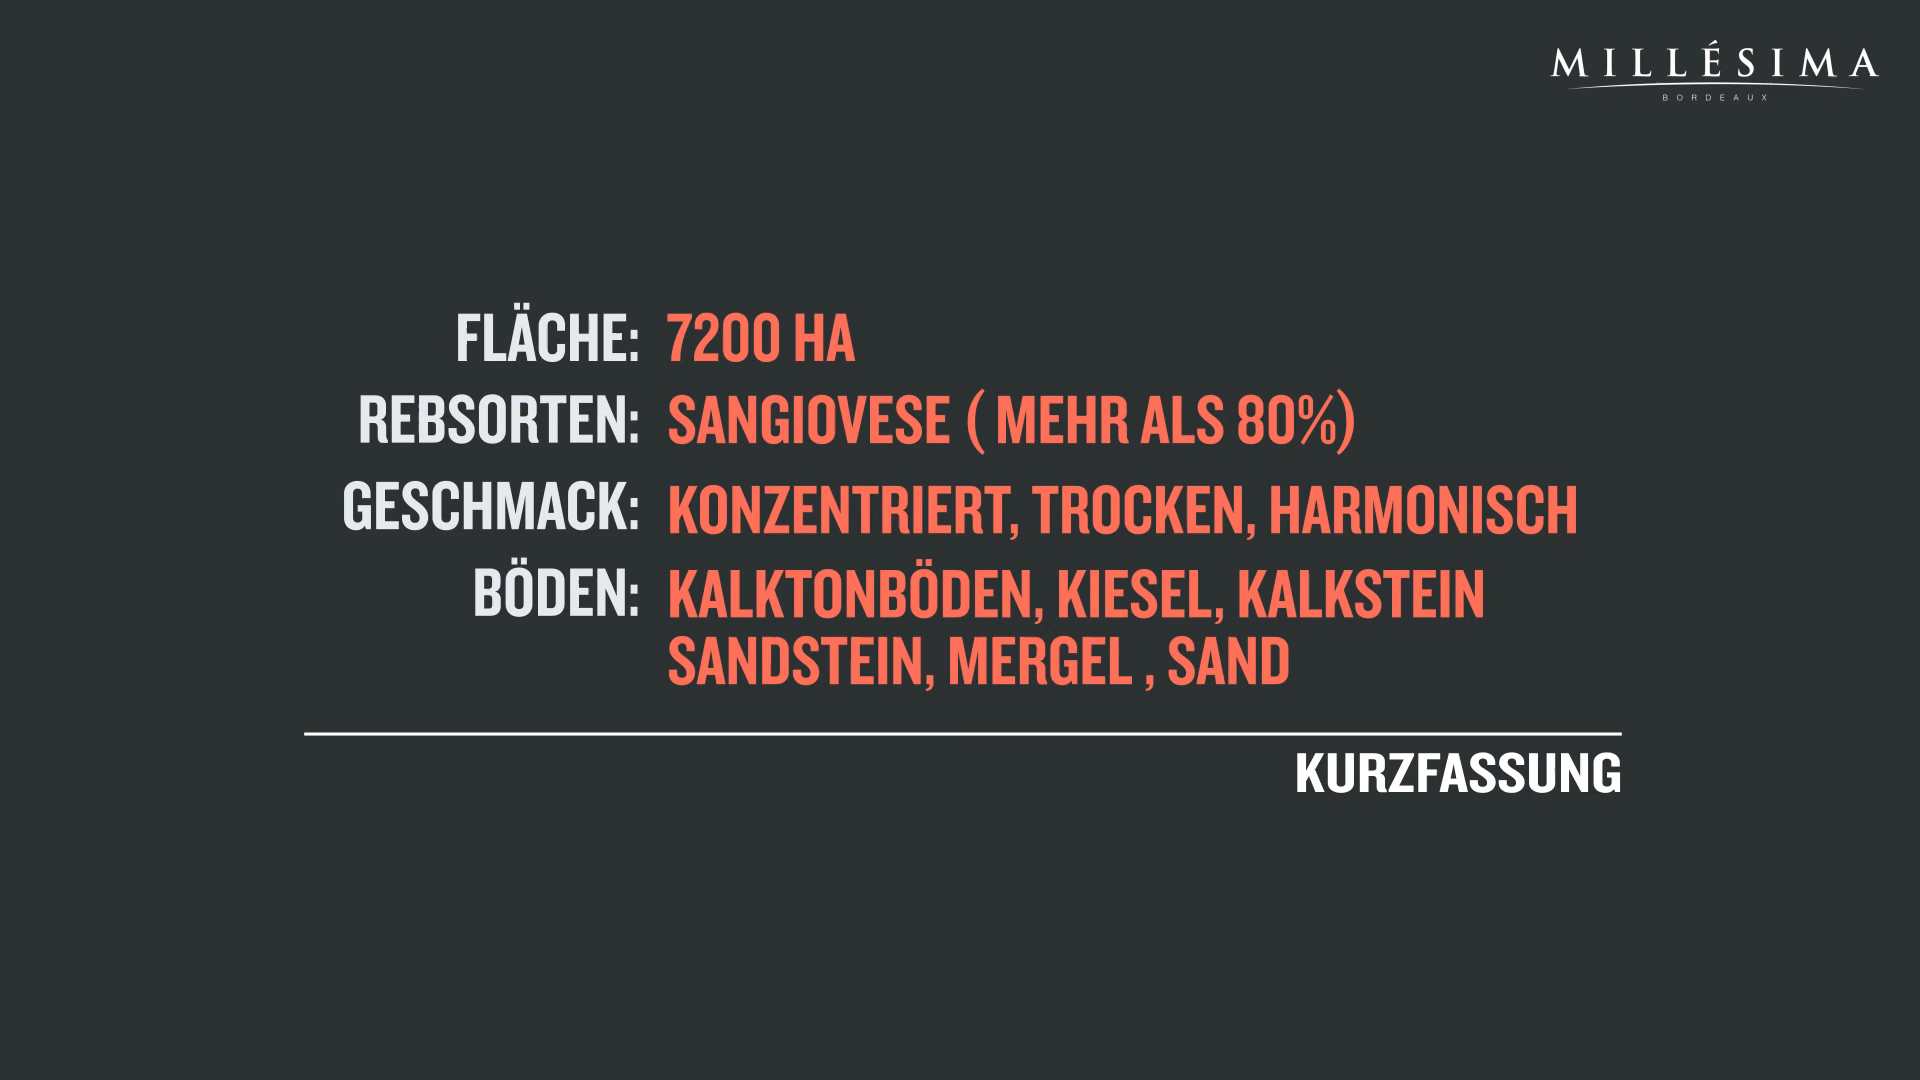 MILLÉSIMA
BORDEAUX
FLÄCHE: 7200 HA
REBSORTEN: SANGIOVESE ( MEHR ALS 80%)
GESCHMACK: KONZENTRIERT, TROCKEN, HARMONISCH
BÖDEN: KALKTONBÖDEN, KIESEL, KALKSTEIN
SANDSTEIN, MERGEL , SAND
KURZFASSUNG